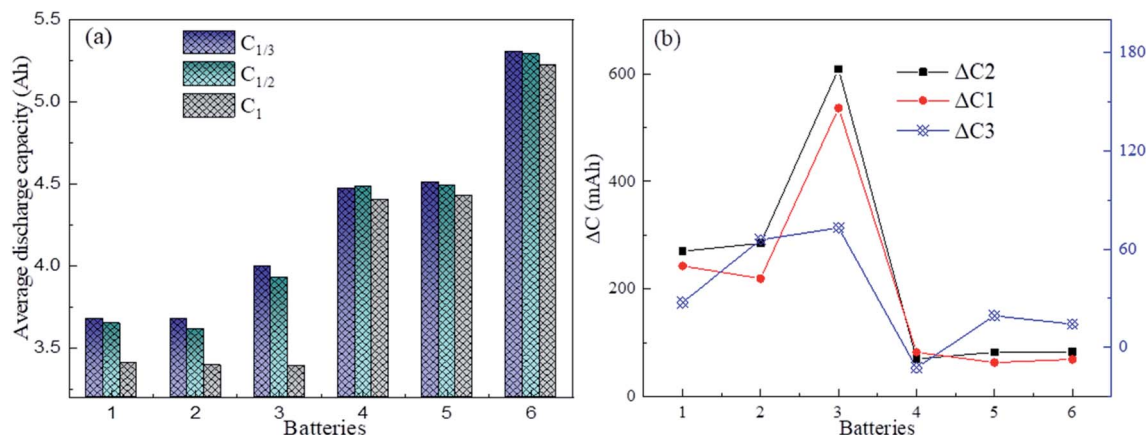 (a)
C1/3
C1/2
C1
5.5
5.0
4.5
4.0
3.5
Average discharge capacity (Ah)
1 2 3 4 5 6
Batteries
(b)
ΔC2
ΔC1
ΔC3
600
400
200
0
ΔC (mAh)
180
120
60
0
1 2 3 4 5 6
Batteries